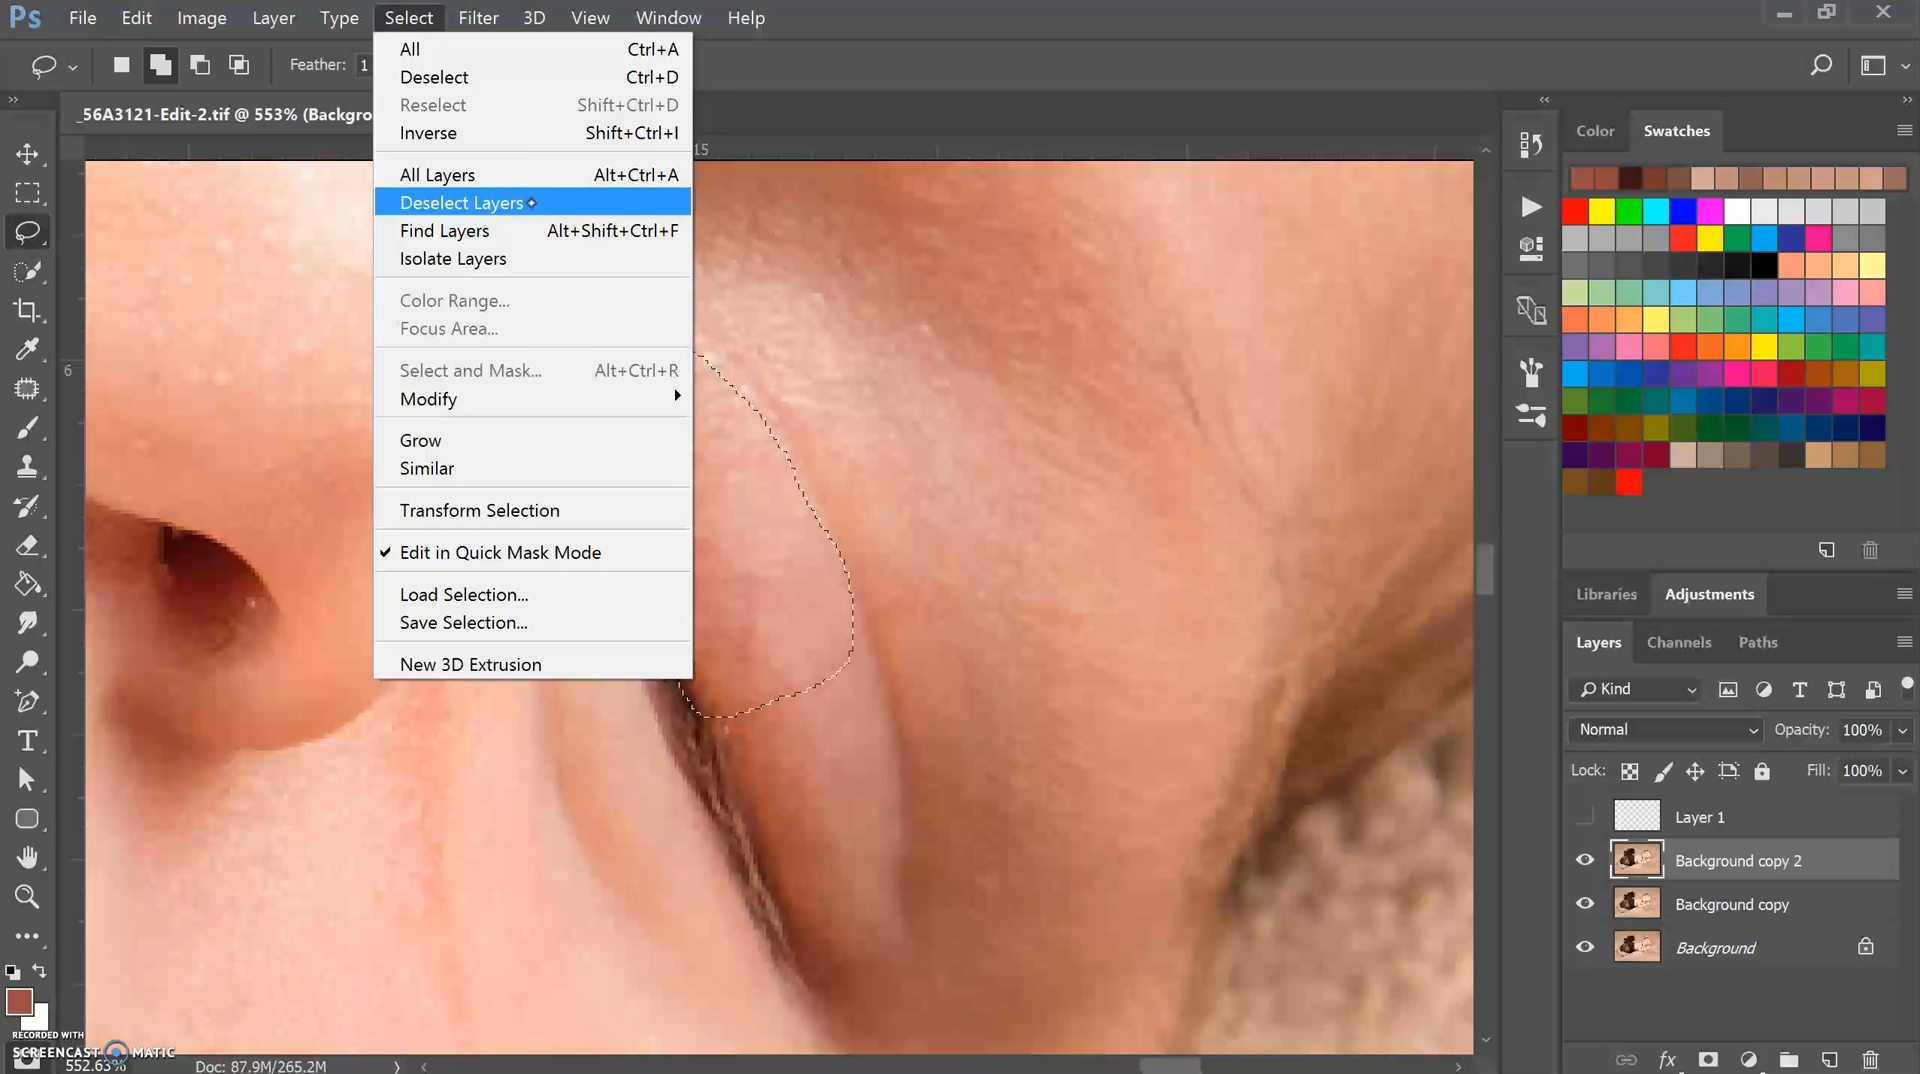 Ps File Edit Image Layer Type Select Filter 3D View Window Help
Feather: 1
_56A3121-Edit-2.tif @ 553% (Backgro
All Ctrl+A
Deselect Ctrl+D
Reselect Shift+Ctrl+D
Inverse Shift+Ctrl+I
All Layers Alt+Ctrl+A
Deselect Layers
Find Layers Alt+Shift+Ctrl+F
Isolate Layers
Color Range...
Focus Area...
Select and Mask... Alt+Ctrl+R
Modify
Grow
Similar
Transform Selection
Edit in Quick Mask Mode
Load Selection...
Save Selection...
New 3D Extrusion
15
6
Color Swatches
Libraries Adjustments
Layers Channels Paths
Kind
Normal Opacity: 100%
Lock: Fill: 100%
Layer 1
Background copy 2
Background copy
Background
fx
RECORDED WITH
SCREENCAST MATIC
552.63% Doc: 87.9M/265.2M